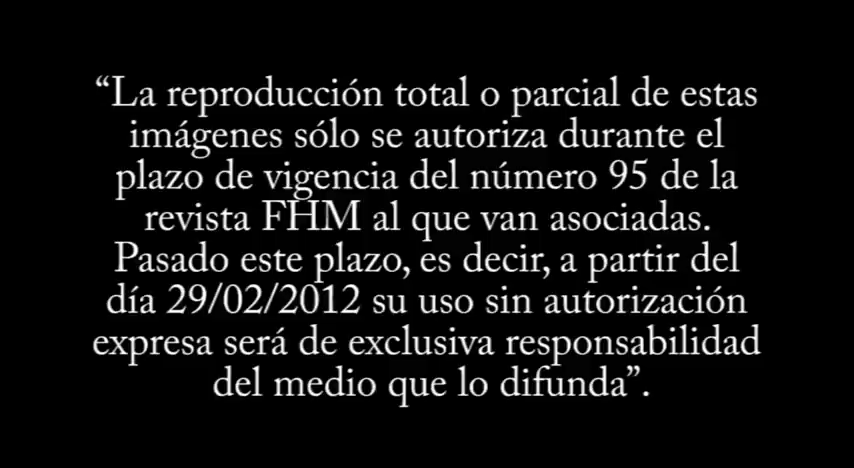 “La reproducción total o parcial de estas
imágenes sólo se autoriza durante el
plazo de vigencia del número 95 de la
revista FHM al que van asociadas.
Pasado este plazo, es decir, a partir del
día 29/02/2012 su uso sin autorización
expresa será de exclusiva responsabilidad
del medio que lo difunda”.